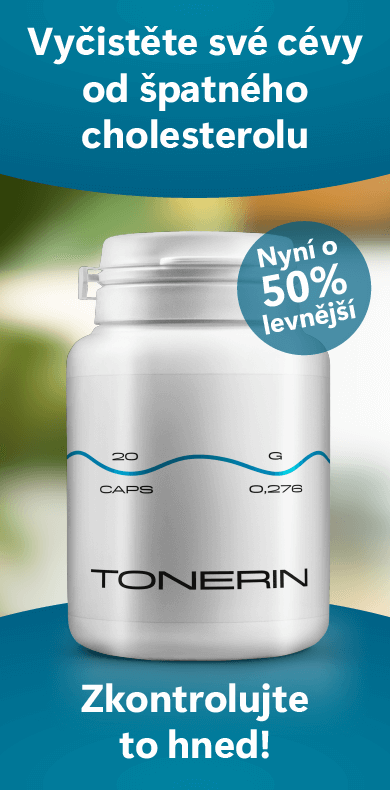 Vyčistěte své cévy
od špatného
cholesterolu
Nyní o
50%
levnější
20 G
CAPS 0,276
TONERIN
Zkontrolujte
to hned!